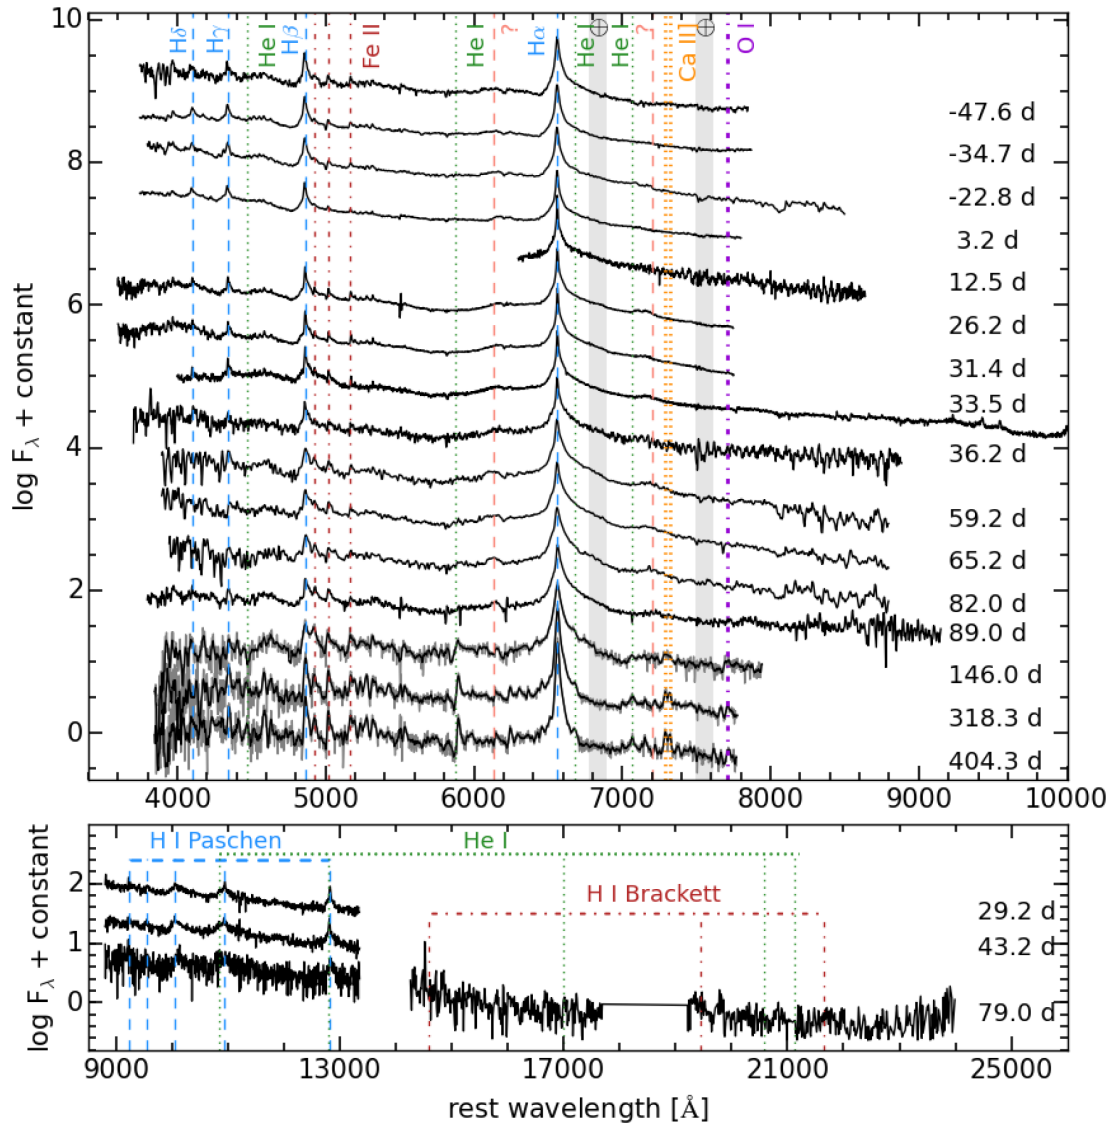 Hδ
Hγ
He I
Hβ
Fe II
He I
?
Hα
He I
⊕
He I
?
Ca II]
⊕
O I
10
8
6
4
2
0
log F_λ + constant
-47.6 d
-34.7 d
-22.8 d
3.2 d
12.5 d
26.2 d
31.4 d
33.5 d
36.2 d
59.2 d
65.2 d
82.0 d
89.0 d
146.0 d
318.3 d
404.3 d
4000 5000 6000 7000 8000 9000 10000
H I Paschen
He I
H I Brackett
2
1
0
log F_λ + constant
29.2 d
43.2 d
79.0 d
9000 13000 17000 21000 25000
rest wavelength [Å]